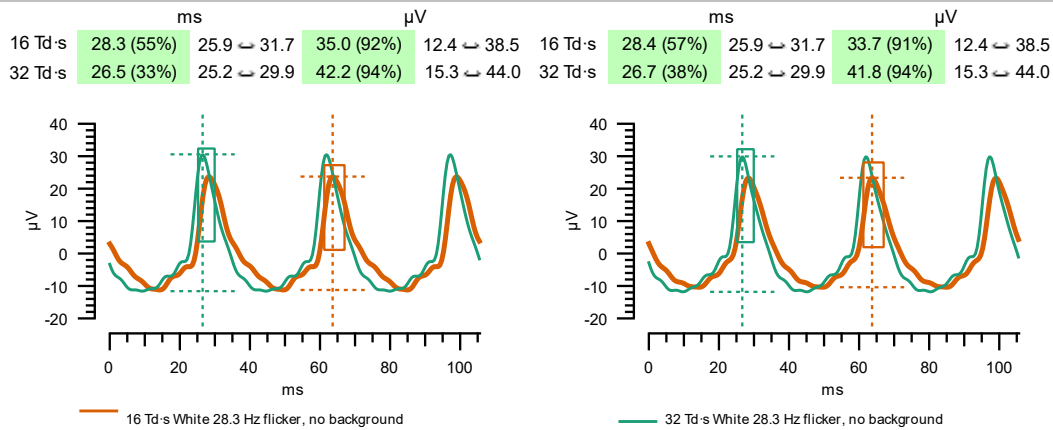 ms µV ms µV
16 Td·s 28.3 (55%) 25.9 ⇔ 31.7 35.0 (92%) 12.4 ⇔ 38.5 16 Td·s 28.4 (57%) 25.9 ⇔ 31.7 33.7 (91%) 12.4 ⇔ 38.5
32 Td·s 26.5 (33%) 25.2 ⇔ 29.9 42.2 (94%) 15.3 ⇔ 44.0 32 Td·s 26.7 (38%) 25.2 ⇔ 29.9 41.8 (94%) 15.3 ⇔ 44.0
40 40
30 30
20 20
10 10
0 0
-10 -10
-20 -20
µV µV
0 20 40 60 80 100 0 20 40 60 80 100
ms ms
16 Td·s White 28.3 Hz flicker, no background 32 Td·s White 28.3 Hz flicker, no background